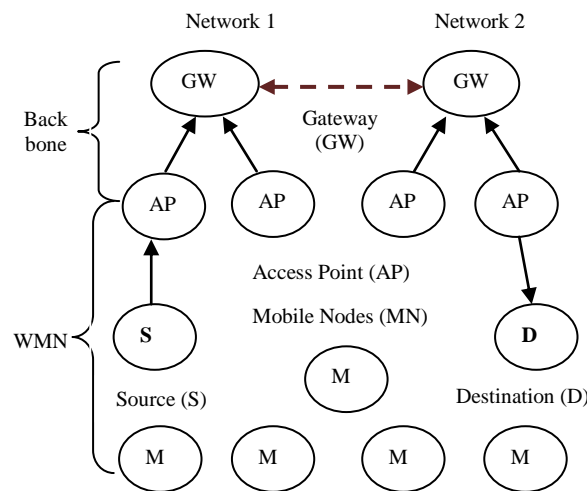 Network 1
Network 2
GW
GW
Gateway
(GW)
Back
bone
AP
AP
AP
AP
Access Point (AP)
Mobile Nodes (MN)
WMN
S
D
M
Source (S)
Destination (D)
M
M
M
M